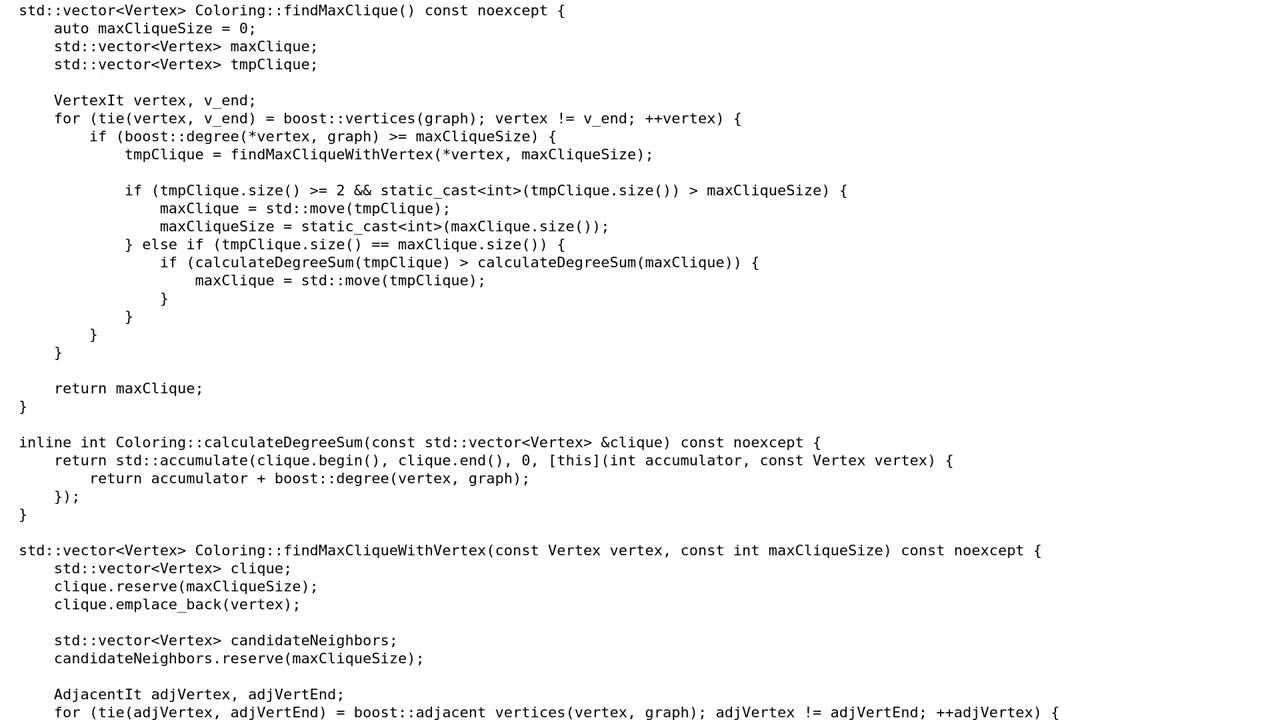 std::vector<Vertex> Coloring::findMaxClique() const noexcept {
    auto maxCliqueSize = 0;
    std::vector<Vertex> maxClique;
    std::vector<Vertex> tmpClique;

    VertexIt vertex, v_end;
    for (tie(vertex, v_end) = boost::vertices(graph); vertex != v_end; ++vertex) {
        if (boost::degree(*vertex, graph) >= maxCliqueSize) {
            tmpClique = findMaxCliqueWithVertex(*vertex, maxCliqueSize);

            if (tmpClique.size() >= 2 && static_cast<int>(tmpClique.size()) > maxCliqueSize) {
                maxClique = std::move(tmpClique);
                maxCliqueSize = static_cast<int>(maxClique.size());
            } else if (tmpClique.size() == maxClique.size()) {
                if (calculateDegreeSum(tmpClique) > calculateDegreeSum(maxClique)) {
                    maxClique = std::move(tmpClique);
                }
            }
        }
    }

    return maxClique;
}

inline int Coloring::calculateDegreeSum(const std::vector<Vertex> &clique) const noexcept {
    return std::accumulate(clique.begin(), clique.end(), 0, [this](int accumulator, const Vertex vertex) {
        return accumulator + boost::degree(vertex, graph);
    });
}

std::vector<Vertex> Coloring::findMaxCliqueWithVertex(const Vertex vertex, const int maxCliqueSize) const noexcept {
    std::vector<Vertex> clique;
    clique.reserve(maxCliqueSize);
    clique.emplace_back(vertex);

    std::vector<Vertex> candidateNeighbors;
    candidateNeighbors.reserve(maxCliqueSize);

    AdjacentIt adjVertex, adjVertEnd;
    for (tie(adjVertex, adjVertEnd) = boost::adjacent_vertices(vertex, graph); adjVertex != adjVertEnd; ++adjVertex) {